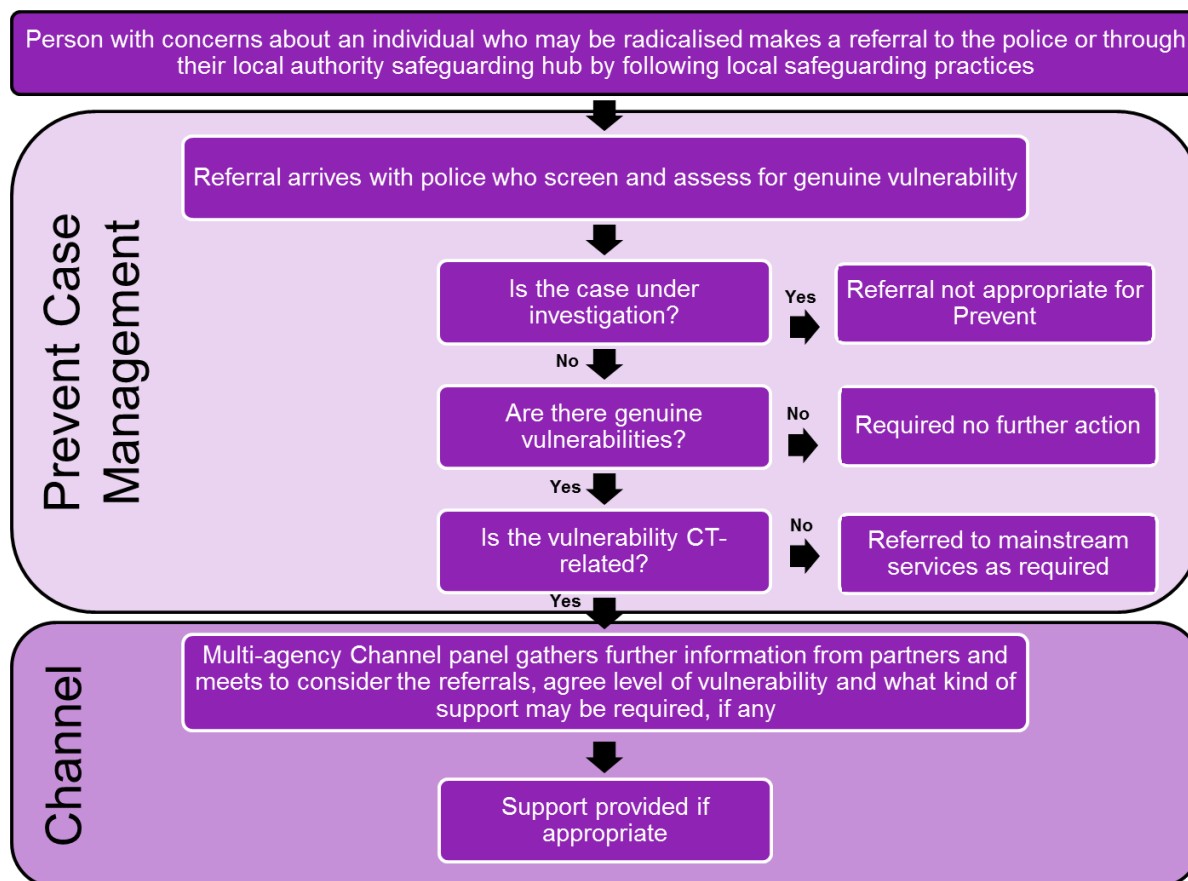 Person with concerns about an individual who may be radicalised makes a referral to the police or through
their local authority safeguarding hub by following local safeguarding practices
Prevent Case
Management
Referral arrives with police who screen and assess for genuine vulnerability
Is the case under
investigation?
Yes
Referral not appropriate for
Prevent
No
Are there genuine
vulnerabilities?
No
Required no further action
Yes
Is the vulnerability CT-
related?
No
Referred to mainstream
services as required
Yes
Channel
Multi-agency Channel panel gathers further information from partners and
meets to consider the referrals, agree level of vulnerability and what kind of
support may be required, if any
Support provided if
appropriate